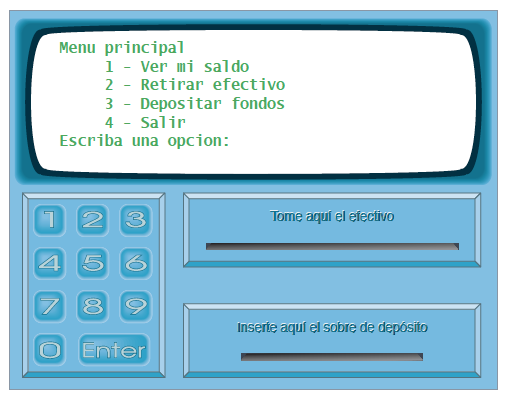 Menu principal
1 - Ver mi saldo
2 - Retirar efectivo
3 - Depositar fondos
4 - Salir
Escriba una opcion:
1 2 3
4 5 6
7 8 9
0 Enter
Tome aquí el efectivo
Inserte aquí el sobre de depósito